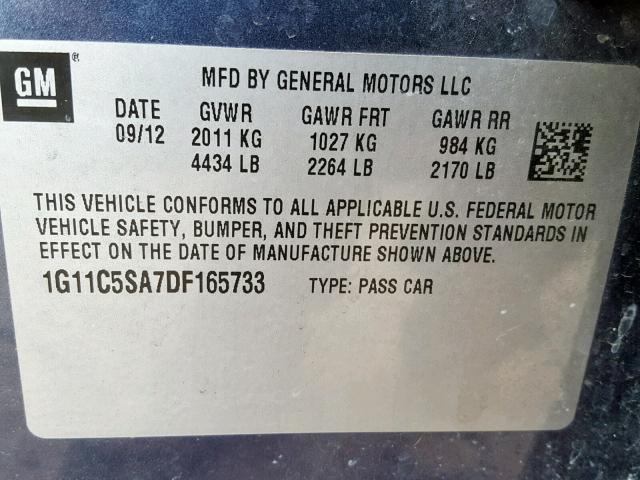 GM ®
MFD BY GENERAL MOTORS LLC
DATE GVWR GAWR FRT GAWR RR
09/12 2011 KG 1027 KG 984 KG
4434 LB 2264 LB 2170 LB
THIS VEHICLE CONFORMS TO ALL APPLICABLE U.S. FEDERAL MOTOR
VEHICLE SAFETY, BUMPER, AND THEFT PREVENTION STANDARDS IN
EFFECT ON THE DATE OF MANUFACTURE SHOWN ABOVE.
1G11C5SA7DF165733 TYPE: PASS CAR